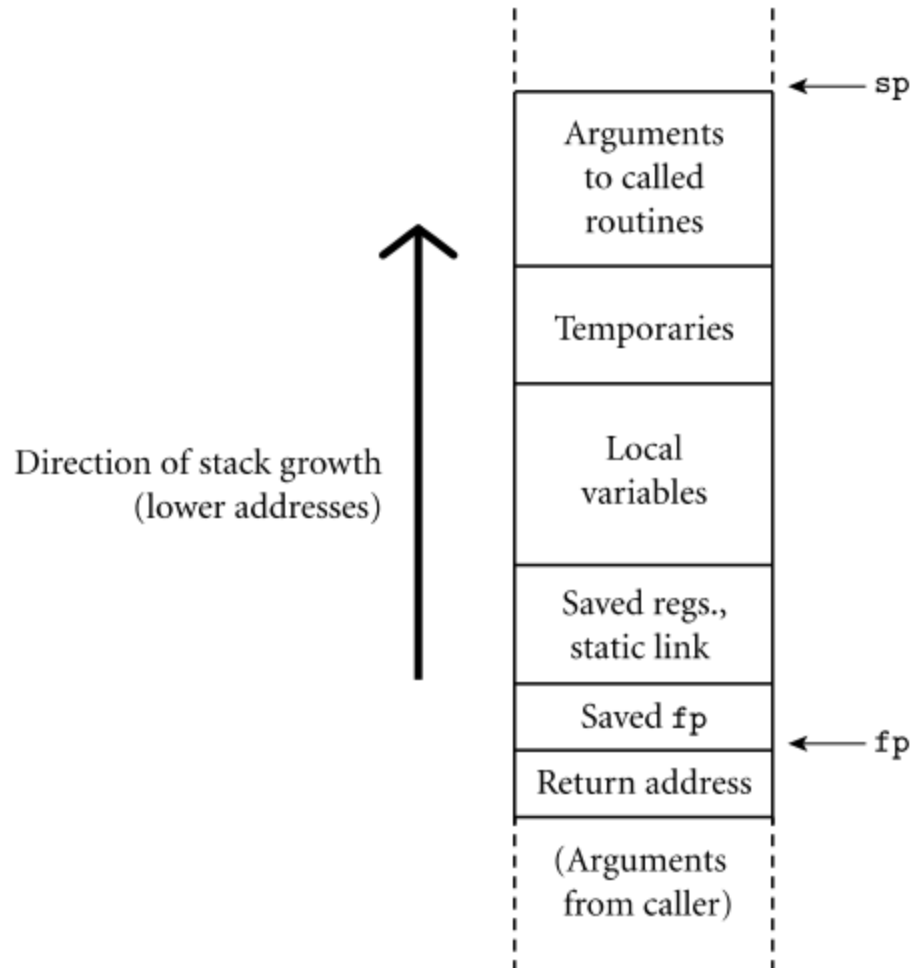 sp
Arguments
to called
routines
Temporaries
Direction of stack growth
(lower addresses)
Local
variables
Saved regs.,
static link
Saved fp
fp
Return address
(Arguments
from caller)